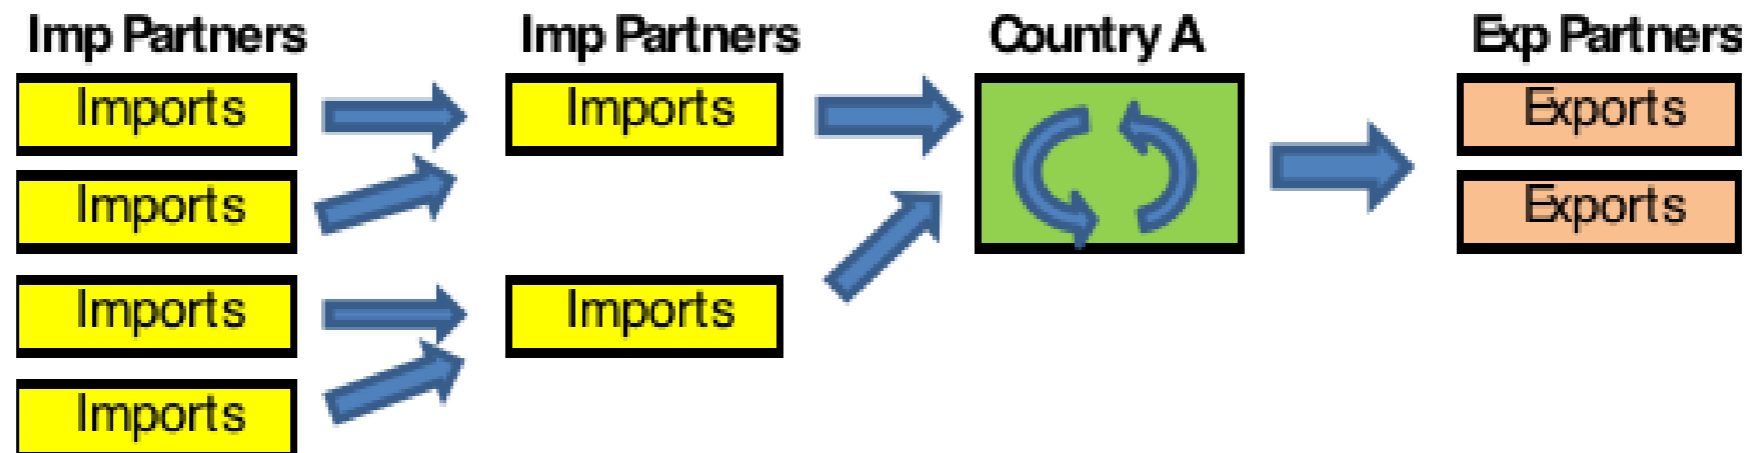 Imp Partners Imp Partners Country A Exp Partners
Imports Imports Exports
Imports Exports
Imports Imports
Imports